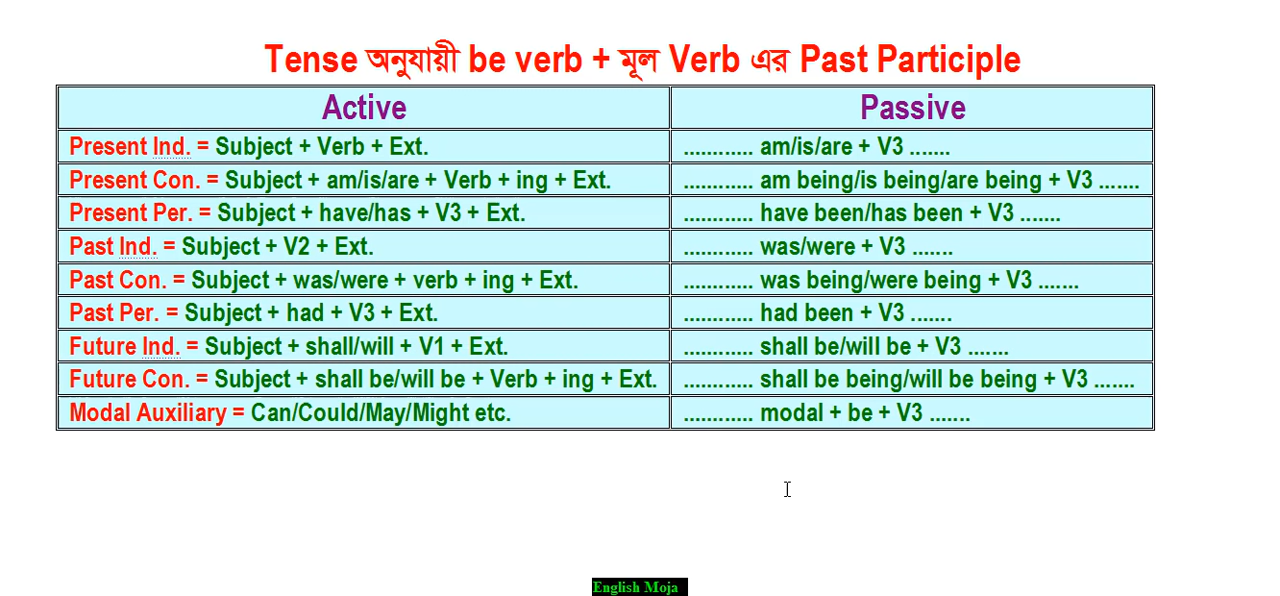 Tense অনুযায়ী be verb + মূল Verb এর Past Participle
Active Passive
Present Ind. = Subject + Verb + Ext. ............ am/is/are + V3 .......
Present Con. = Subject + am/is/are + Verb + ing + Ext. ............ am being/is being/are being + V3 .......
Present Per. = Subject + have/has + V3 + Ext. ............ have been/has been + V3 .......
Past Ind. = Subject + V2 + Ext. ............ was/were + V3 .......
Past Con. = Subject + was/were + verb + ing + Ext. ............ was being/were being + V3 .......
Past Per. = Subject + had + V3 + Ext. ............ had been + V3 .......
Future Ind. = Subject + shall/will + V1 + Ext. ............ shall be/will be + V3 .......
Future Con. = Subject + shall be/will be + Verb + ing + Ext. ............ shall be being/will be being + V3 .......
Modal Auxiliary = Can/Could/May/Might etc. ............ modal + be + V3 .......
English Moja